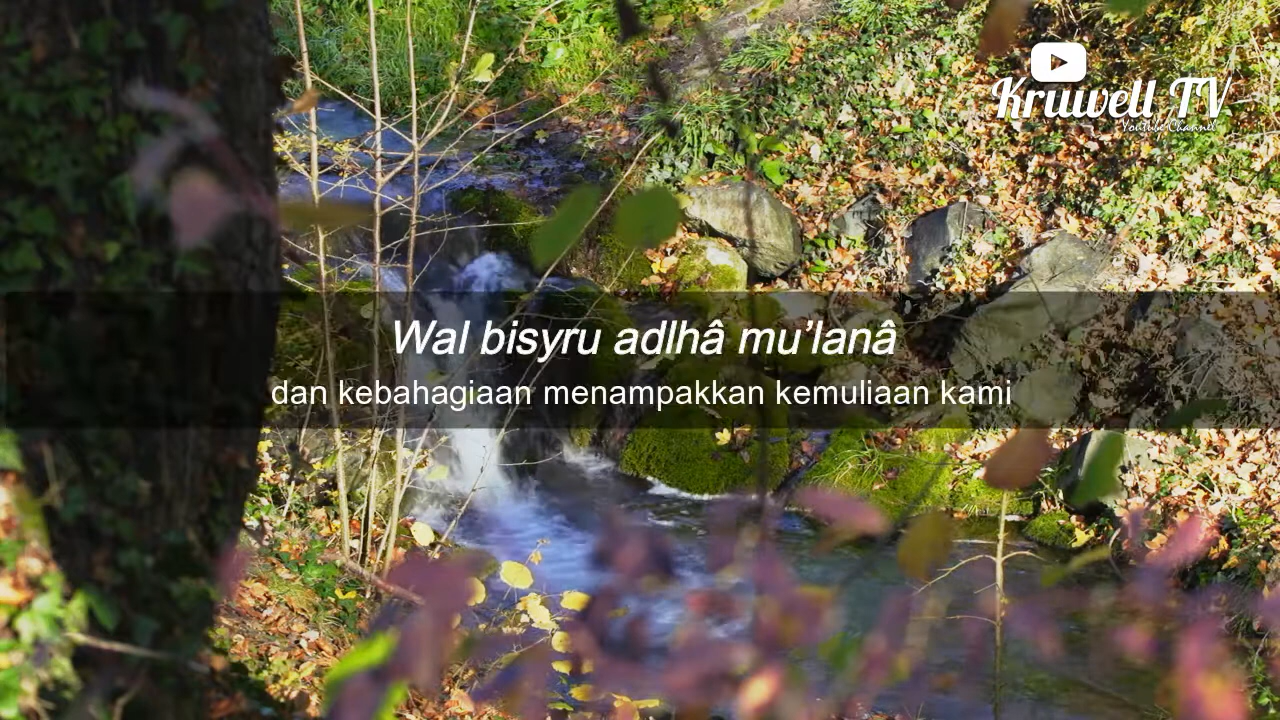 Kruwell TV
Youtube Channel
Wal bisyru adlhâ mu’lanâ
dan kebahagiaan menampakkan kemuliaan kami